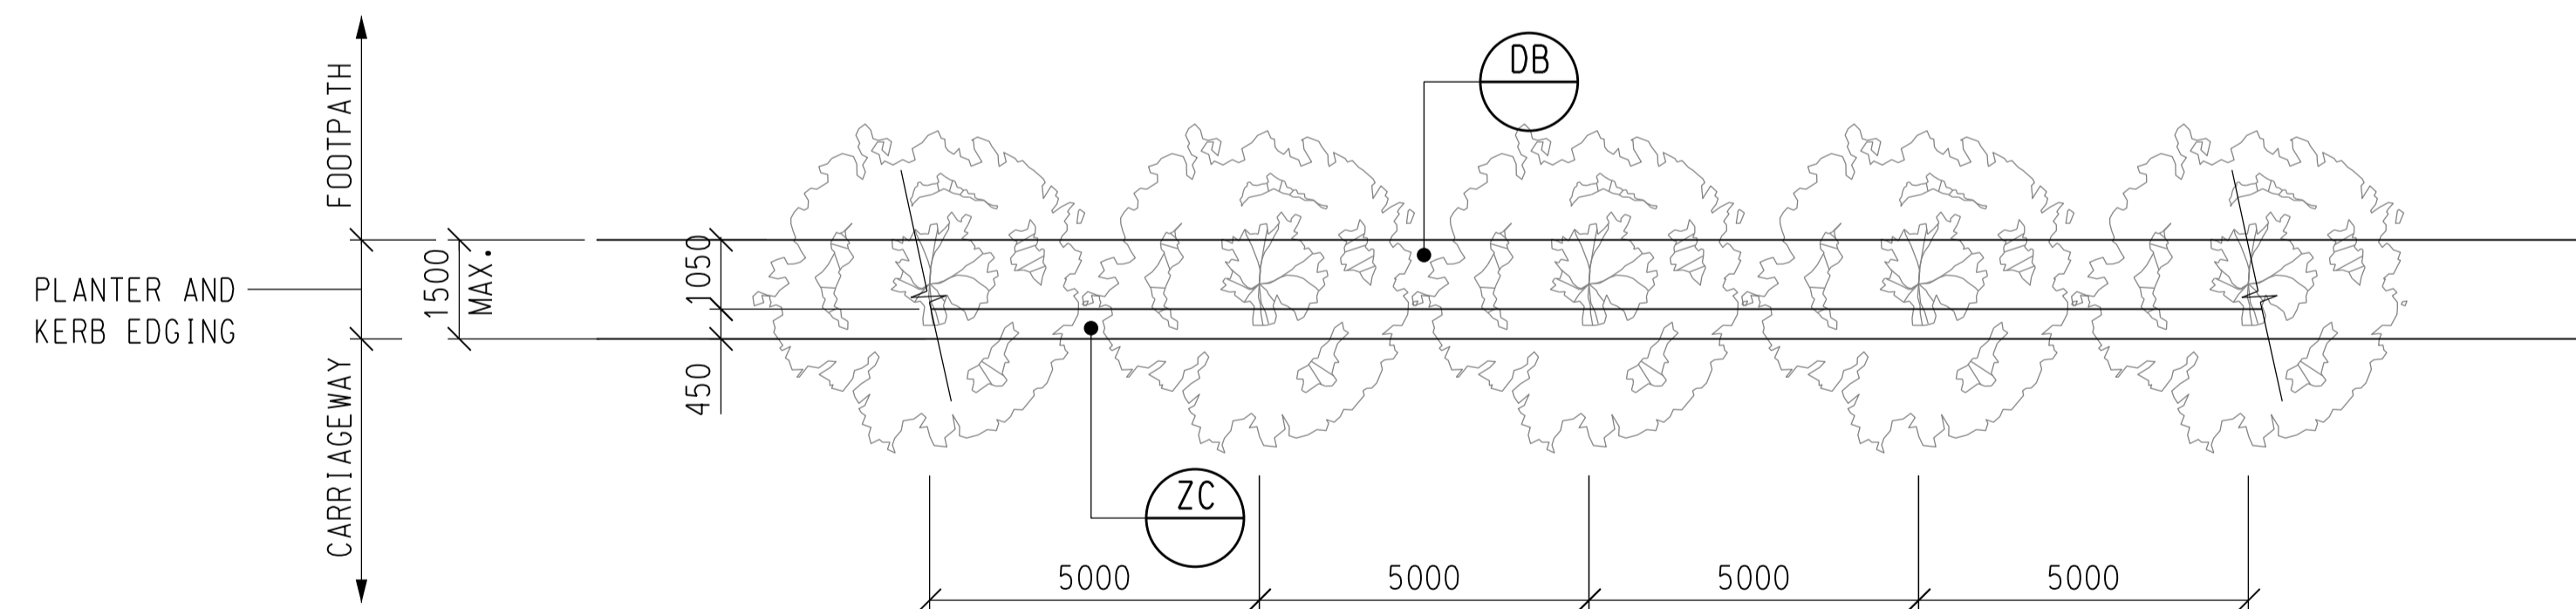 DB
FOOTPATH
1050
1500
MAX.
PLANTER AND
KERB EDGING
450
CARRIAGEWAY
ZC
5000
5000
5000
5000